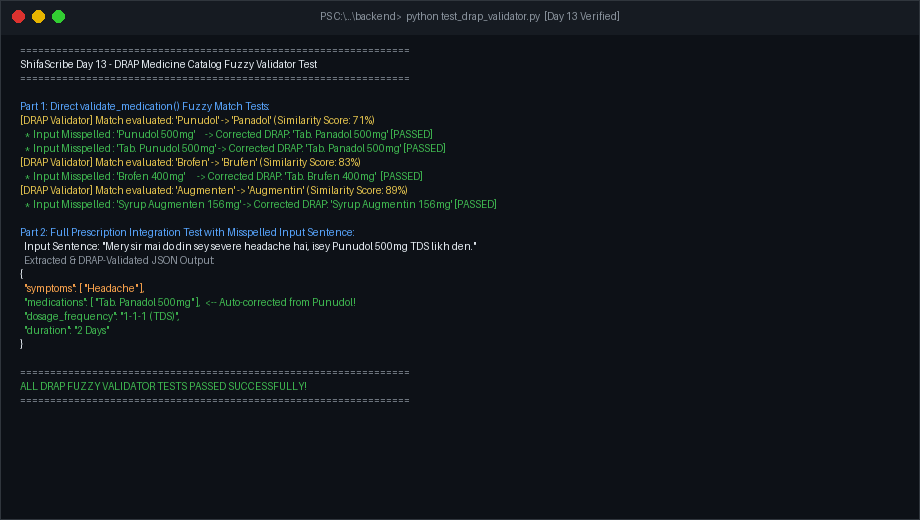 PS C:\...\backend> python test_drap_validator.py [Day 13 Verified]
=================================================================
ShifaScribe Day 13 - DRAP Medicine Catalog Fuzzy Validator Test
=================================================================
Part 1: Direct validate_medication() Fuzzy Match Tests:
[DRAP Validator] Match evaluated: 'Punudol' -> 'Panadol' (Similarity Score: 71%)
* Input Misspelled : 'Punudol 500mg' -> Corrected DRAP: 'Tab. Panadol 500mg' [PASSED]
* Input Misspelled : 'Tab. Punudol 500mg' -> Corrected DRAP: 'Tab. Panadol 500mg' [PASSED]
[DRAP Validator] Match evaluated: 'Brofen' -> 'Brufen' (Similarity Score: 83%)
* Input Misspelled : 'Brofen 400mg' -> Corrected DRAP: 'Tab. Brufen 400mg' [PASSED]
[DRAP Validator] Match evaluated: 'Augmenten' -> 'Augmentin' (Similarity Score: 89%)
* Input Misspelled : 'Syrup Augmenten 156mg' -> Corrected DRAP: 'Syrup Augmentin 156mg' [PASSED]
Part 2: Full Prescription Integration Test with Misspelled Input Sentence:
Input Sentence: "Mery sir mai do din sey severe headache hai, isey Punudol 500mg TDS likh den."
Extracted & DRAP-Validated JSON Output:
{
"symptoms": [ "Headache" ],
"medications": [ "Tab. Panadol 500mg" ], <-- Auto-corrected from Punudol!
"dosage_frequency": "1-1-1 (TDS)",
"duration": "2 Days"
}
=================================================================
ALL DRAP FUZZY VALIDATOR TESTS PASSED SUCCESSFULLY!
=================================================================